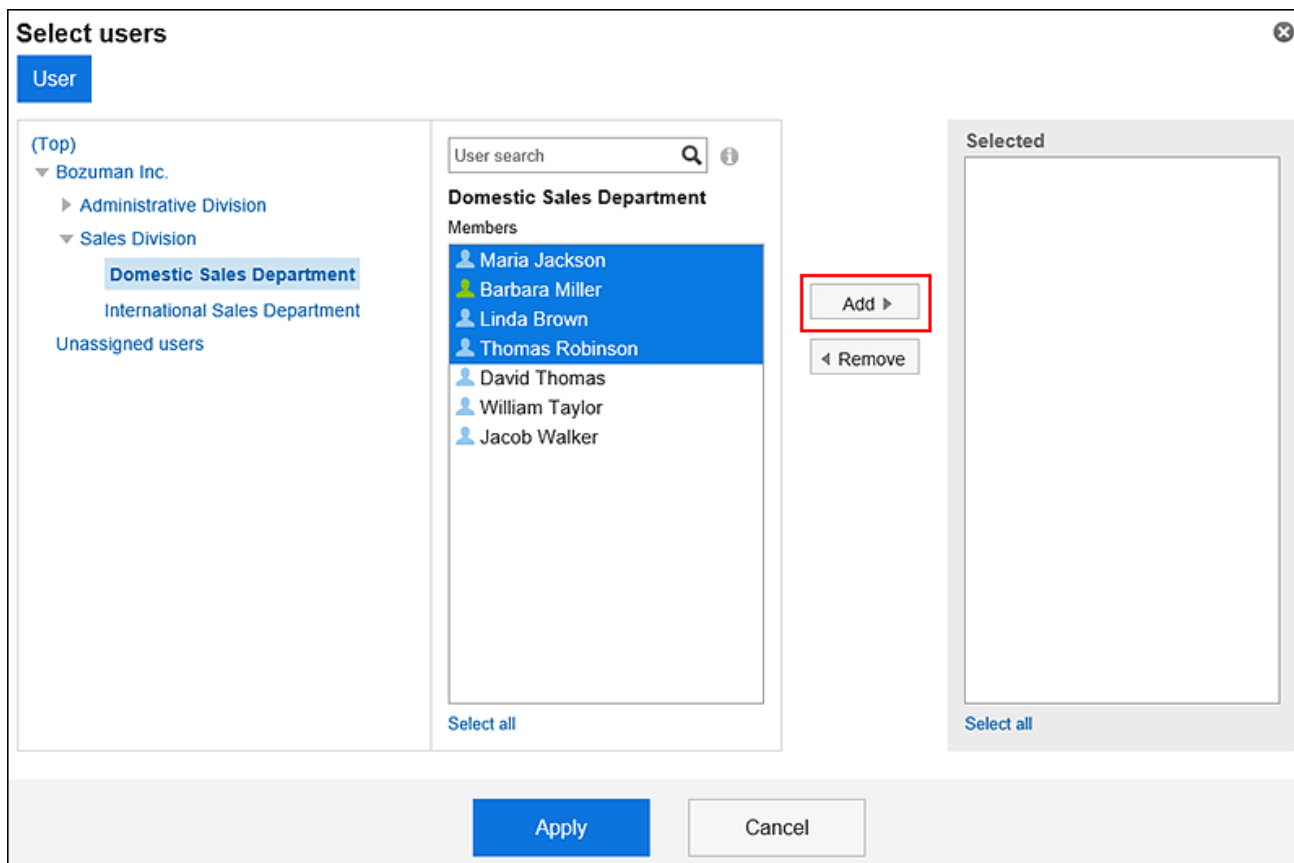 Select users
User
(Top)
Bozuman Inc.
Administrative Division
Sales Division
Domestic Sales Department
International Sales Department
Unassigned users
User search
Domestic Sales Department
Members
Maria Jackson
Barbara Miller
Linda Brown
Thomas Robinson
David Thomas
William Taylor
Jacob Walker
Select all
Add
Remove
Selected
Select all
Apply
Cancel